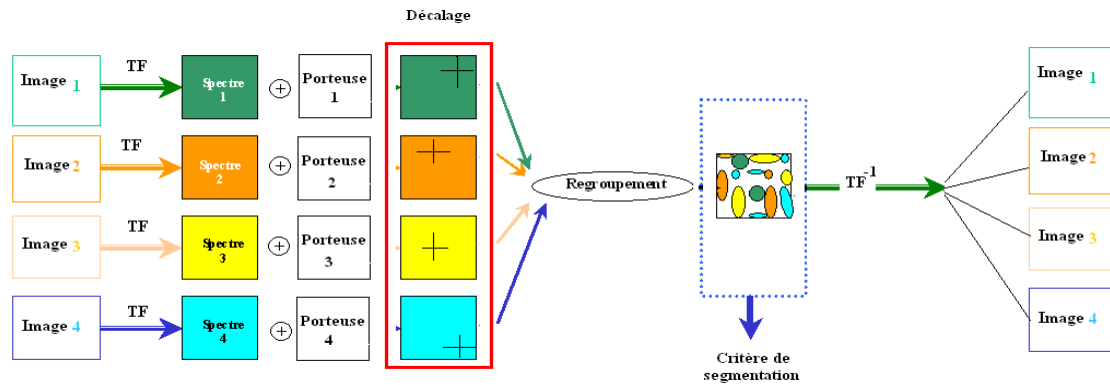 Décalage
Image 1
TF
Spectre
1
+
Porteuse
1
Image 2
TF
Spectre
2
+
Porteuse
2
Image 3
TF
Spectre
3
+
Porteuse
3
Image 4
TF
Spectre
4
+
Porteuse
4
Regroupement
TF-1
Critère de
segmentation
Image 1
Image 2
Image 3
Image 4